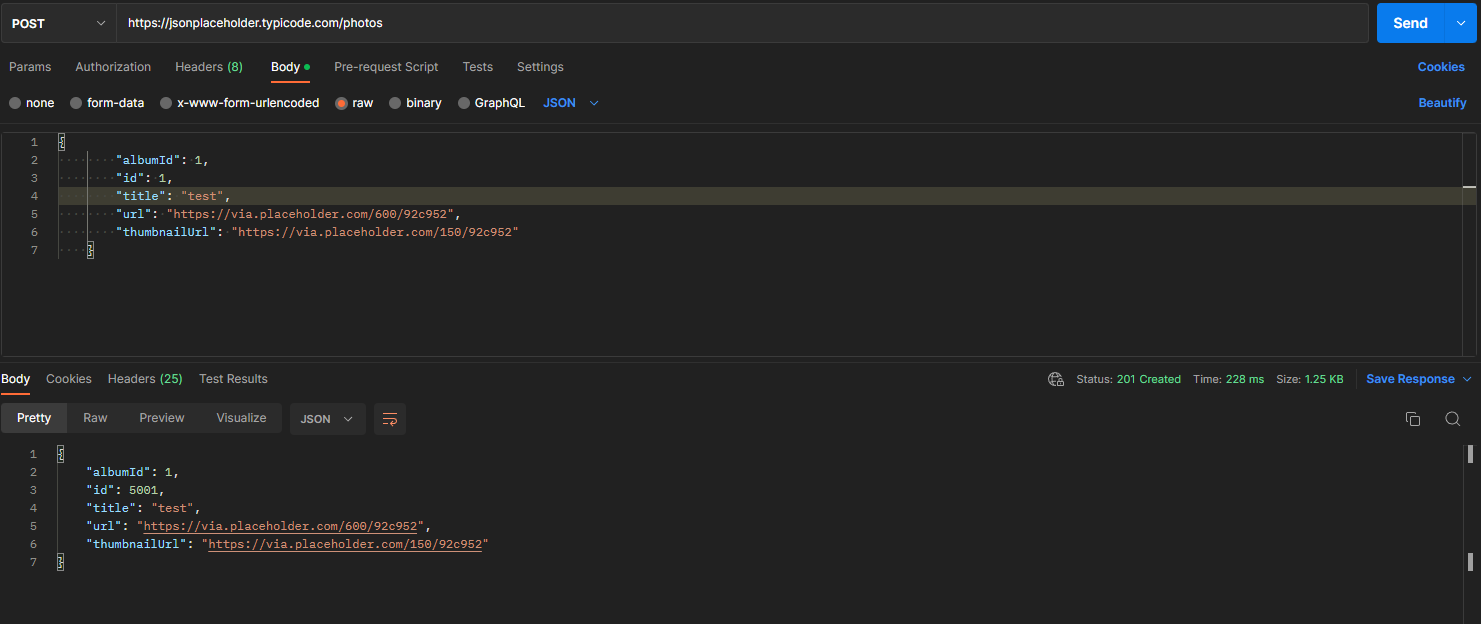 POST https://jsonplaceholder.typicode.com/photos Send
Params Authorization Headers (8) Body Pre-request Script Tests Settings Cookies
none form-data x-www-form-urlencoded raw binary GraphQL JSON Beautify
1 {
2 "albumId": 1,
3 "id": 1,
4 "title": "test",
5 "url": "https://via.placeholder.com/600/92c952",
6 "thumbnailUrl": "https://via.placeholder.com/150/92c952"
7 }
Body Cookies Headers (25) Test Results Status: 201 Created Time: 228 ms Size: 1.25 KB Save Response
Pretty Raw Preview Visualize JSON
1 {
2 "albumId": 1,
3 "id": 5001,
4 "title": "test",
5 "url": "https://via.placeholder.com/600/92c952",
6 "thumbnailUrl": "https://via.placeholder.com/150/92c952"
7 }